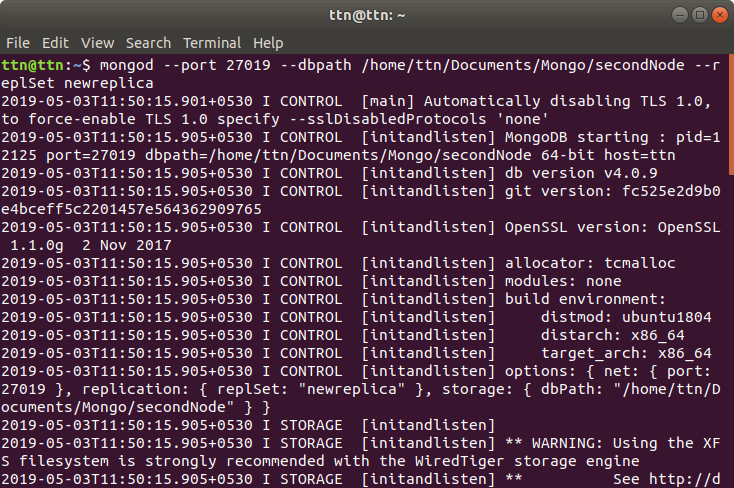 ttn@ttn: ~
File Edit View Search Terminal Help
ttn@ttn:~$ mongod --port 27019 --dbpath /home/ttn/Documents/Mongo/secondNode --r
eplSet newreplica
2019-05-03T11:50:15.901+0530 I CONTROL  [main] Automatically disabling TLS 1.0,
to force-enable TLS 1.0 specify --sslDisabledProtocols 'none'
2019-05-03T11:50:15.905+0530 I CONTROL  [initandlisten] MongoDB starting : pid=1
2125 port=27019 dbpath=/home/ttn/Documents/Mongo/secondNode 64-bit host=ttn
2019-05-03T11:50:15.905+0530 I CONTROL  [initandlisten] db version v4.0.9
2019-05-03T11:50:15.905+0530 I CONTROL  [initandlisten] git version: fc525e2d9b0
e4bceff5c2201457e564362909765
2019-05-03T11:50:15.905+0530 I CONTROL  [initandlisten] OpenSSL version: OpenSSL
 1.1.0g  2 Nov 2017
2019-05-03T11:50:15.905+0530 I CONTROL  [initandlisten] allocator: tcmalloc
2019-05-03T11:50:15.905+0530 I CONTROL  [initandlisten] modules: none
2019-05-03T11:50:15.905+0530 I CONTROL  [initandlisten] build environment:
2019-05-03T11:50:15.905+0530 I CONTROL  [initandlisten]     distmod: ubuntu1804
2019-05-03T11:50:15.905+0530 I CONTROL  [initandlisten]     distarch: x86_64
2019-05-03T11:50:15.905+0530 I CONTROL  [initandlisten]     target_arch: x86_64
2019-05-03T11:50:15.905+0530 I CONTROL  [initandlisten] options: { net: { port:
27019 }, replication: { replSet: "newreplica" }, storage: { dbPath: "/home/ttn/D
ocuments/Mongo/secondNode" } }
2019-05-03T11:50:15.905+0530 I STORAGE  [initandlisten]
2019-05-03T11:50:15.905+0530 I STORAGE  [initandlisten] ** WARNING: Using the XF
S filesystem is strongly recommended with the WiredTiger storage engine
2019-05-03T11:50:15.905+0530 I STORAGE  [initandlisten] **          See http://d